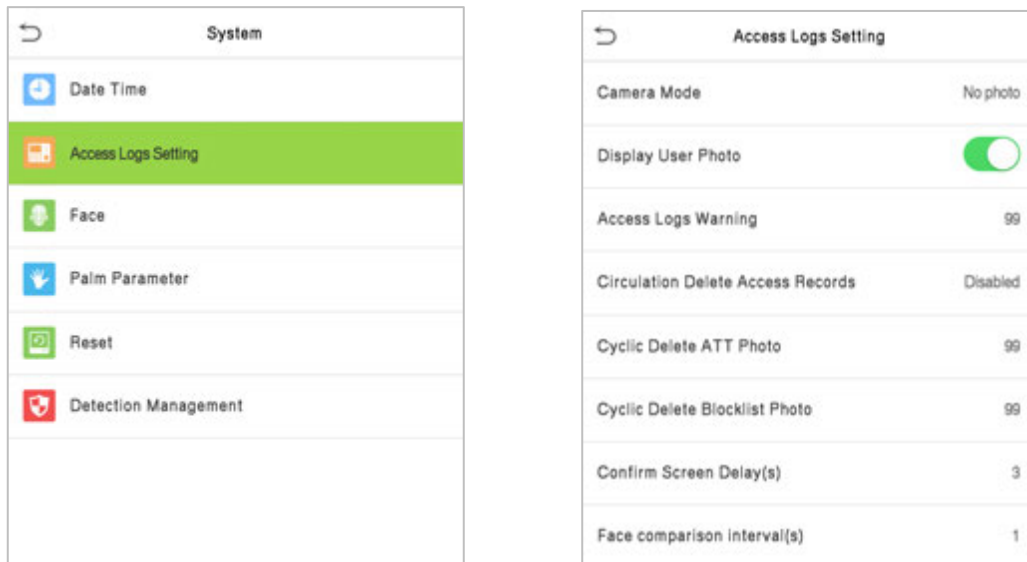 System
Date Time
Access Logs Setting
Face
Palm Parameter
Reset
Detection Management
Access Logs Setting
Camera Mode No photo
Display User Photo
Access Logs Warning 99
Circulation Delete Access Records Disabled
Cyclic Delete ATT Photo 99
Cyclic Delete Blocklist Photo 99
Confirm Screen Delay(s) 3
Face comparison interval(s) 1